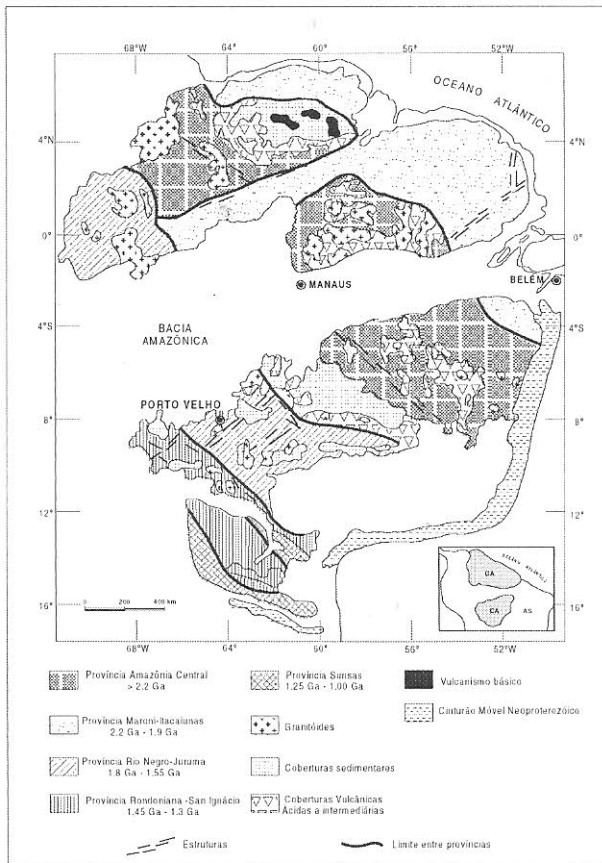 68°W 64° 60° 56° 52°W
OCEANO ATLÂNTICO
4°N 4°N
0° 0°
MANAUS
BELÉM
BACIA
AMAZÔNICA
4°S 4°S
PORTO VELHO
8° 8°
12° 12°
16° 16°
OCEANO ATLÂNTICO
CA
CA
AS
0 200 400 km
68°W 64° 60° 56° 52°W
Província Amazônia Central
> 2.2 Ga
Província Sunsas
1.25 Ga - 1.00 Ga
Vulcanismo básico
Cinturão Móvel Neoproterozóico
Província Maroni-Itacaiunas
2.2 Ga - 1.9 Ga
Granitóides
Província Rio Negro-Juruma
1.8 Ga - 1.55 Ga
Coberturas sedimentares
Província Rondoniana -San Ignácio
1.45 Ga - 1.3 Ga
Coberturas Vulcânicas
Ácidas a intermediárias
Estruturas
Limite entre províncias